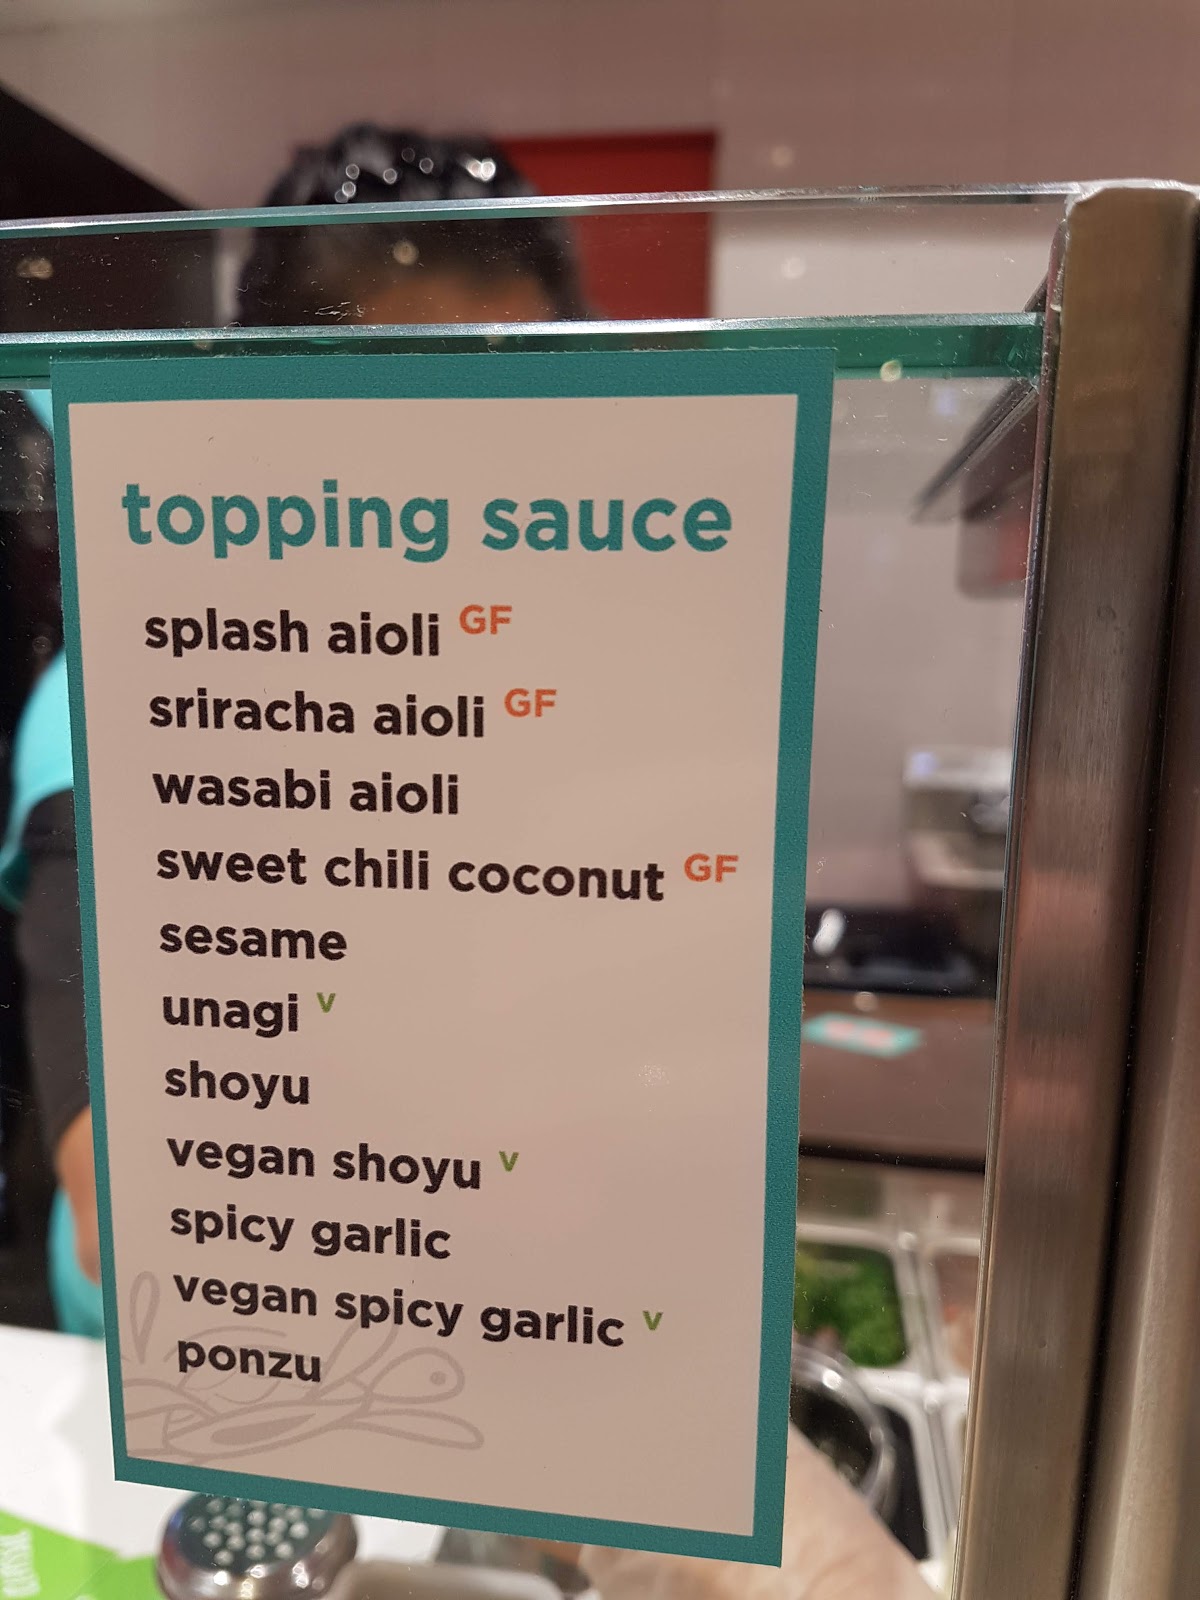 topping sauce
splash aioli GF
sriracha aioli GF
wasabi aioli
sweet chili coconut GF
sesame
unagi V
shoyu
vegan shoyu V
spicy garlic
vegan spicy garlic V
ponzu